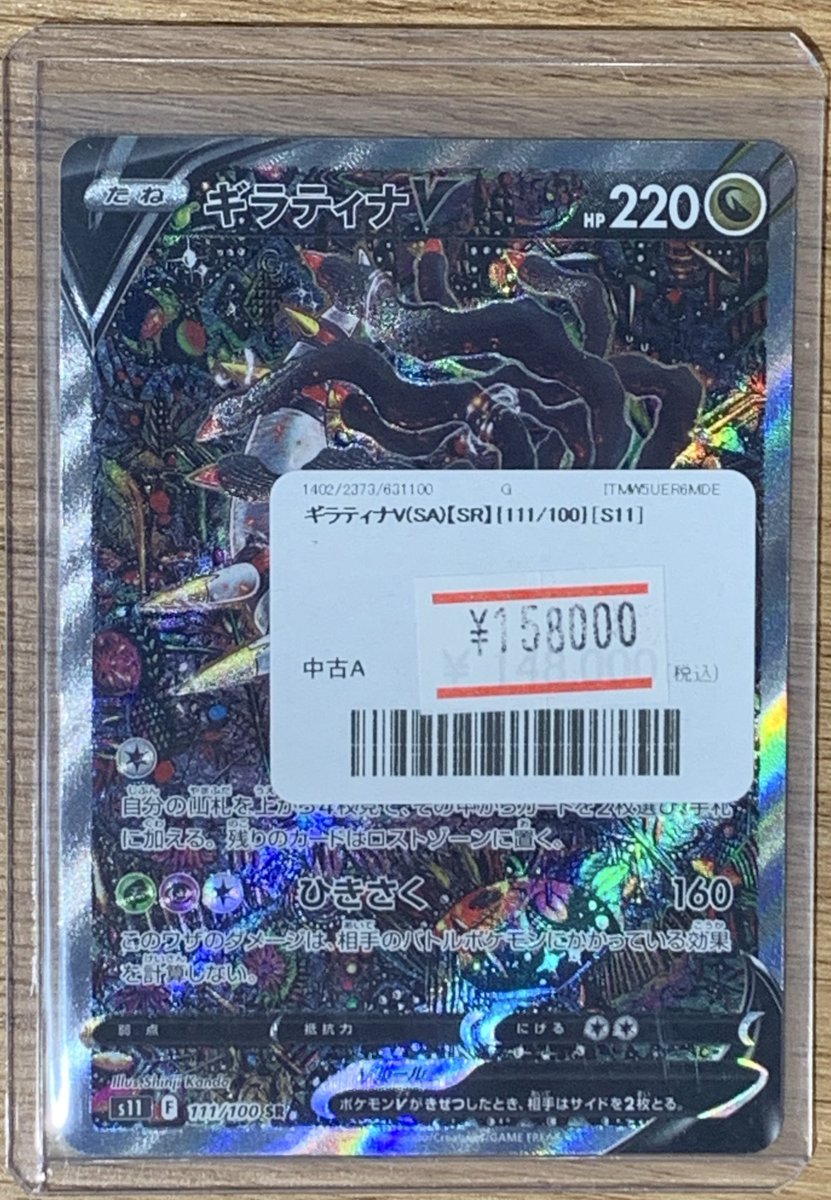 たね ギラティナV HP 220
1402/2373/631100 G ITMW5UER6MDE
ギラティナV(SA)【SR】[111/100][S11]
¥158000
中古A ¥ 148,000 (税込)
自分の山札を上から4枚見て、その中からカードを2枚選び、手札
に加える。残りのカードはロストゾーンに置く。
ひきさく 160
このワザのダメージは、相手のバトルポケモンにかかっている効果
を計算しない。
弱点 抵抗力 にげる
Vルール
Illus. Shinji Kanda
s11 F 111/100 SR ポケモンVがきぜつしたとき、相手はサイドを2枚とる。
GAME FREAK